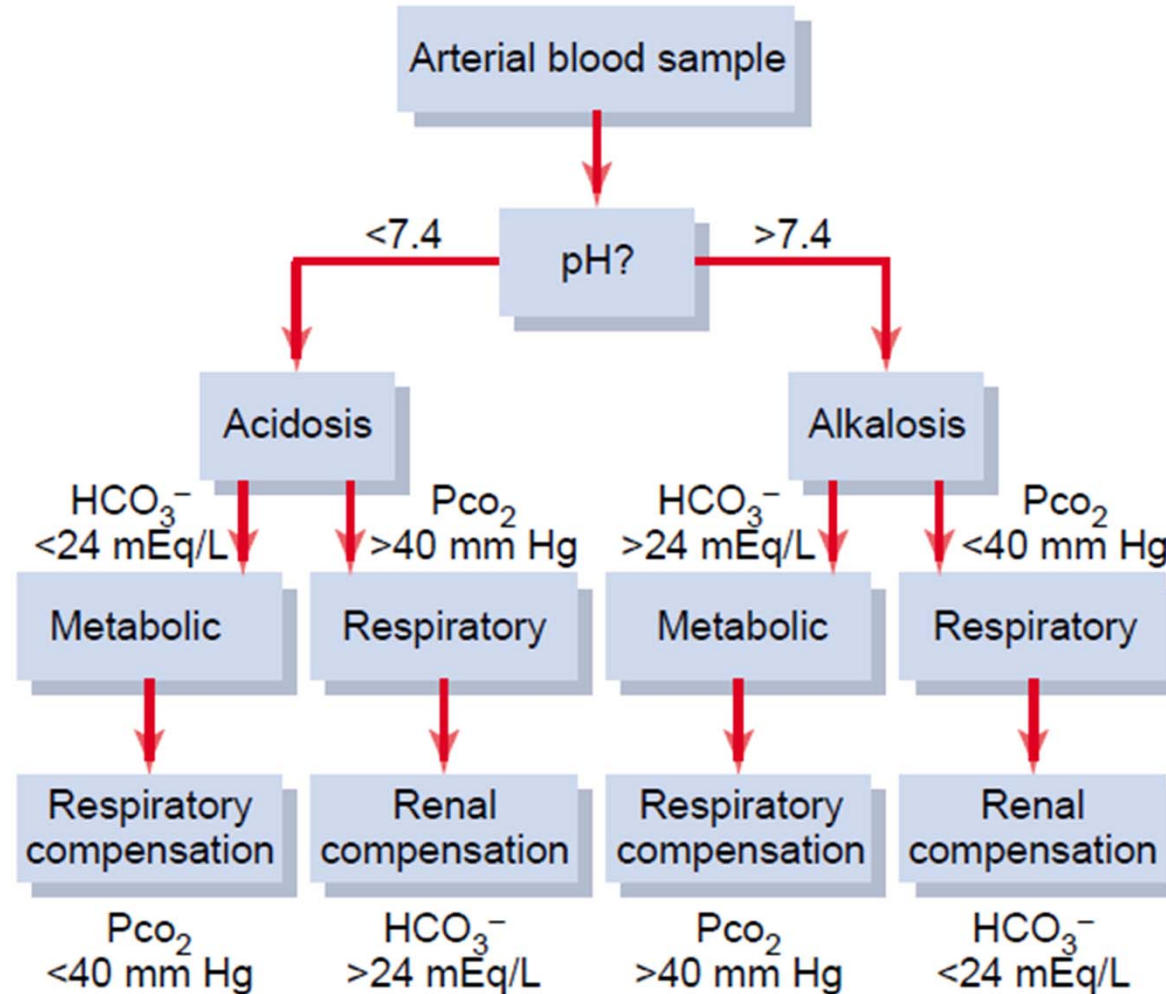 Arterial blood sample
<7.4
pH?
>7.4
Acidosis
Alkalosis
HCO₃⁻
<24 mEq/L
Pco₂
>40 mm Hg
HCO₃⁻
>24 mEq/L
Pco₂
<40 mm Hg
Metabolic
Respiratory
Metabolic
Respiratory
Respiratory
compensation
Renal
compensation
Respiratory
compensation
Renal
compensation
Pco₂
<40 mm Hg
HCO₃⁻
>24 mEq/L
Pco₂
>40 mm Hg
HCO₃⁻
<24 mEq/L